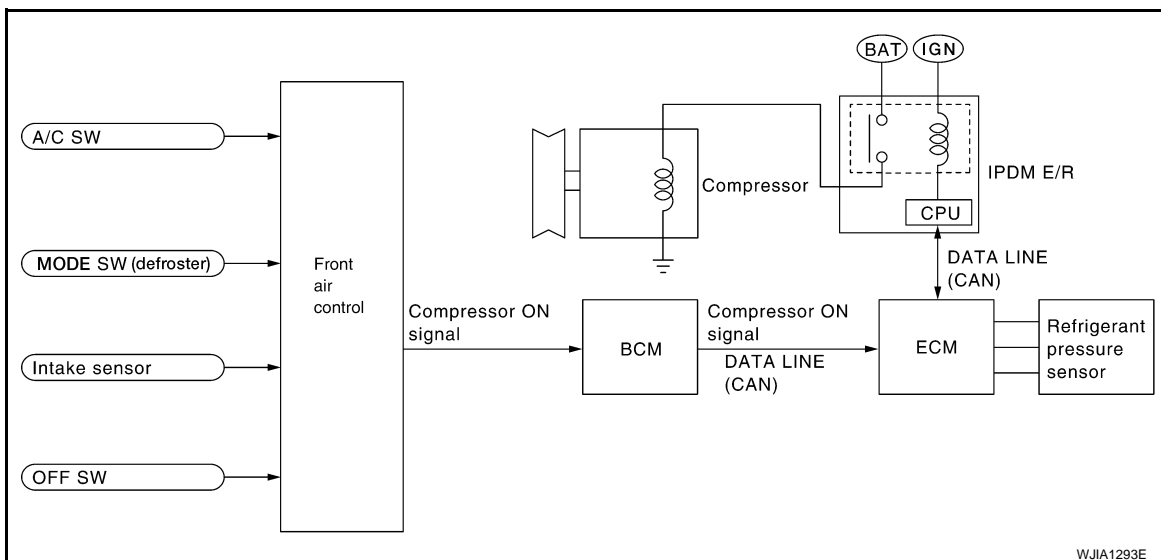 BAT
IGN
A/C SW
IPDM E/R
Compressor
CPU
MODE SW (defroster)
Front
air
control
DATA LINE
(CAN)
Compressor ON
signal
BCM
Compressor ON
signal
DATA LINE
(CAN)
ECM
Refrigerant
pressure
sensor
Intake sensor
OFF SW
WJIA1293E